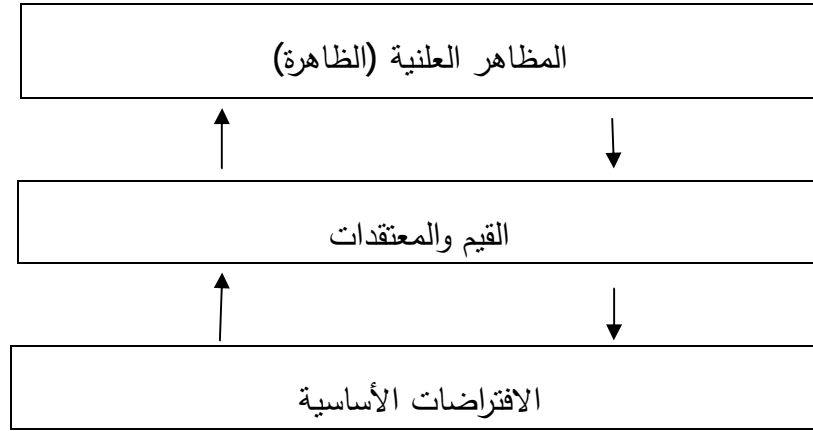 المظاهر العلنية (الظاهرة)
القيم والمعتقدات
الافتراضات الأساسية